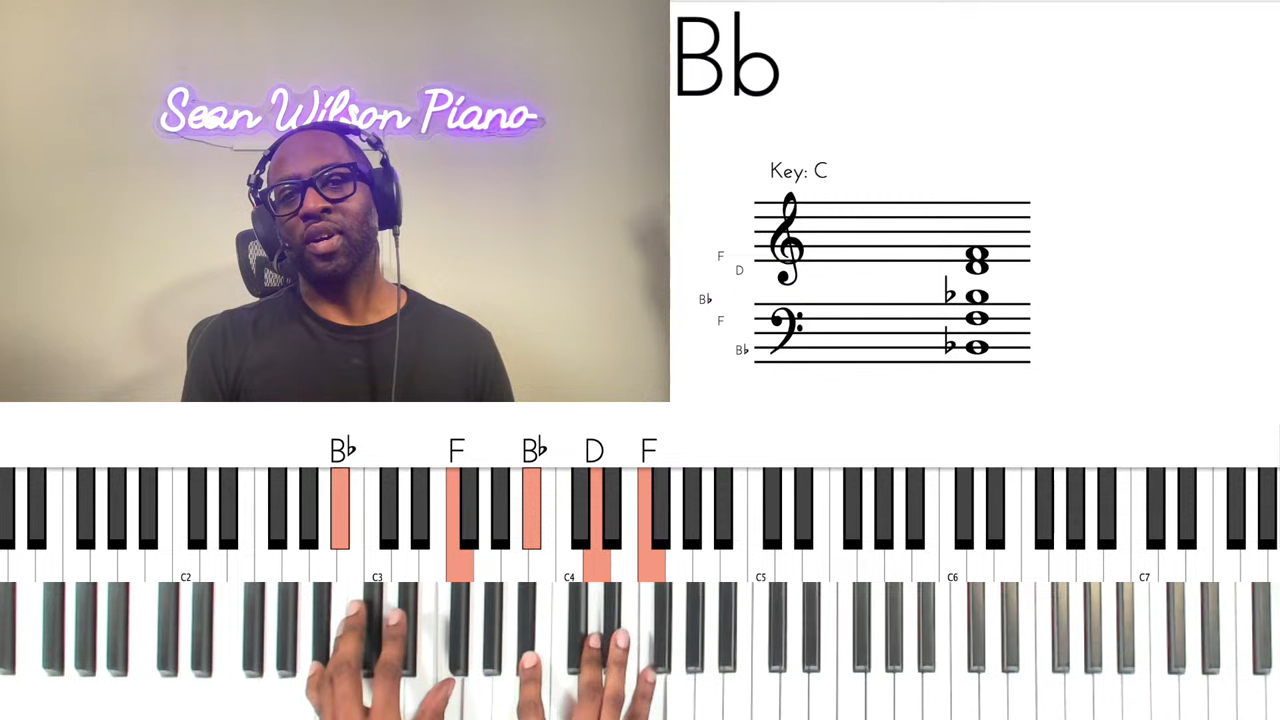 Sean Wilson Piano
Bb
Key: C
F
D
B♭
F
B♭
B♭ F B♭ D F
C2 C3 C4 C5 C6 C7